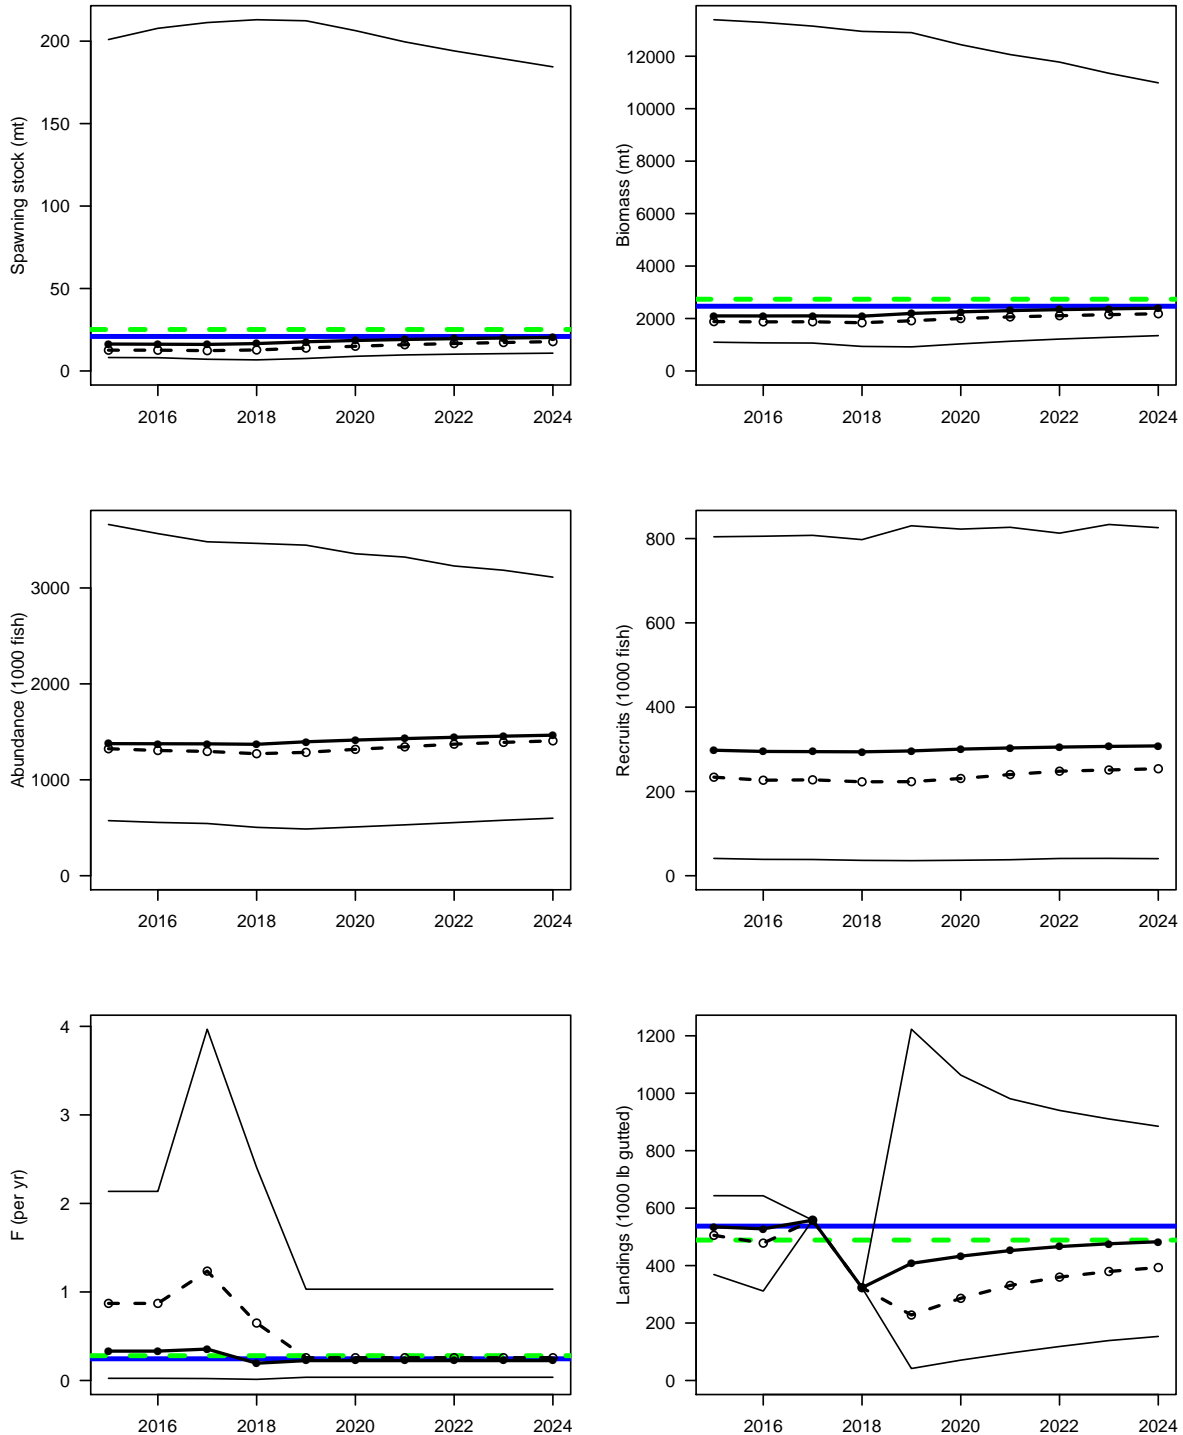 Spawning stock (mt)
200
150
100
50
0
2016 2018 2020 2022 2024
Biomass (mt)
12000
10000
8000
6000
4000
2000
0
2016 2018 2020 2022 2024
Abundance (1000 fish)
3000
2000
1000
0
2016 2018 2020 2022 2024
Recruits (1000 fish)
800
600
400
200
0
2016 2018 2020 2022 2024
F (per yr)
4
3
2
1
0
2016 2018 2020 2022 2024
Landings (1000 lb gutted)
1200
1000
800
600
400
200
0
2016 2018 2020 2022 2024